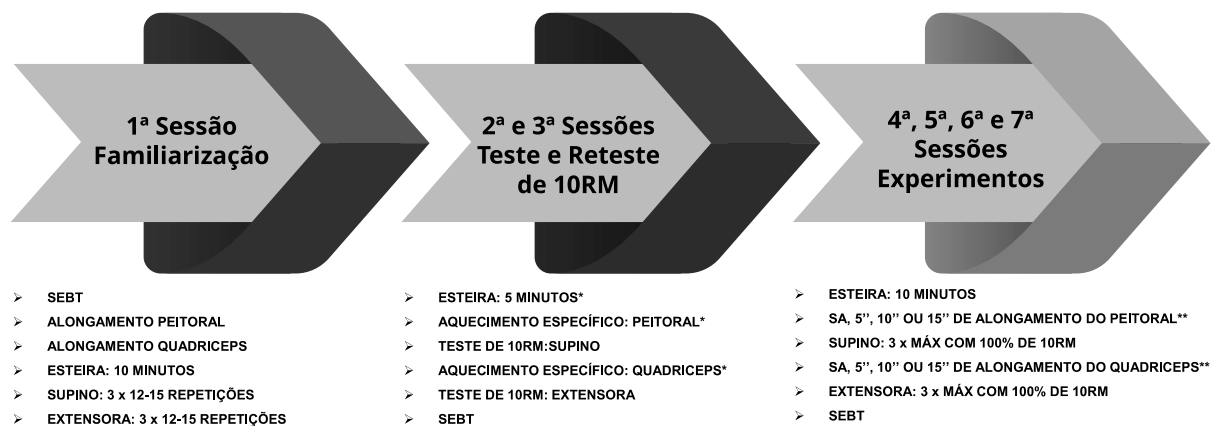 1ª Sessão
Familiarização
➢ SEBT
➢ ALONGAMENTO PEITORAL
➢ ALONGAMENTO QUADRICEPS
➢ ESTEIRA: 10 MINUTOS
➢ SUPINO: 3 x 12-15 REPETIÇÕES
➢ EXTENSORA: 3 x 12-15 REPETIÇÕES
2ª e 3ª Sessões
Teste e Reteste
de 10RM
➢ ESTEIRA: 5 MINUTOS*
➢ AQUECIMENTO ESPECÍFICO: PEITORAL*
➢ TESTE DE 10RM:SUPINO
➢ AQUECIMENTO ESPECÍFICO: QUADRICEPS*
➢ TESTE DE 10RM: EXTENSORA
➢ SEBT
4ª, 5ª, 6ª e 7ª
Sessões
Experimentos
➢ ESTEIRA: 10 MINUTOS
➢ SA, 5’’, 10’’ OU 15’’ DE ALONGAMENTO DO PEITORAL**
➢ SUPINO: 3 x MÁX COM 100% DE 10RM
➢ SA, 5’’, 10’’ OU 15’’ DE ALONGAMENTO DO QUADRICEPS**
➢ EXTENSORA: 3 x MÁX COM 100% DE 10RM
➢ SEBT